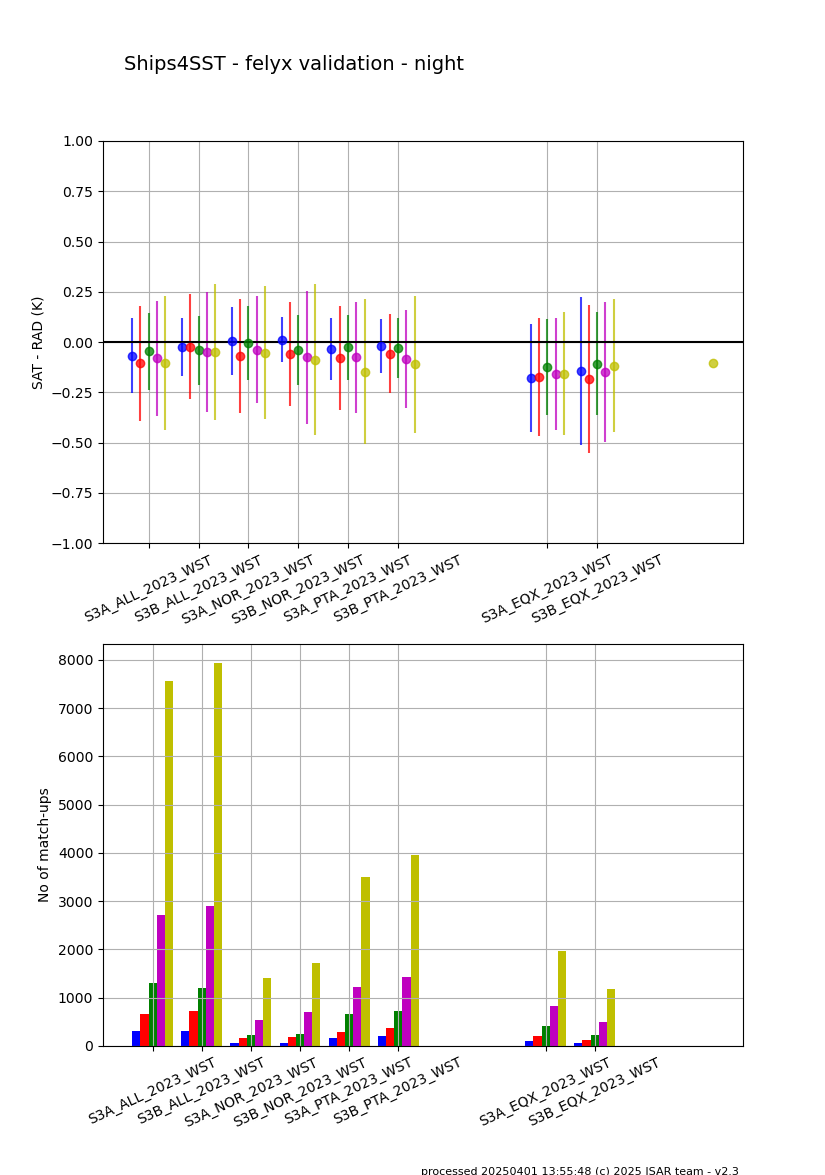 Ships4SST - felyx validation - night
1.00
0.75
0.50
0.25
0.00
−0.25
−0.50
−0.75
−1.00
SAT - RAD (K)
S3A_ALL_2023_WST
S3B_ALL_2023_WST
S3A_NOR_2023_WST
S3B_NOR_2023_WST
S3A_PTA_2023_WST
S3B_PTA_2023_WST
S3A_EQX_2023_WST
S3B_EQX_2023_WST
8000
7000
6000
5000
4000
3000
2000
1000
0
No of match-ups
S3A_ALL_2023_WST
S3B_ALL_2023_WST
S3A_NOR_2023_WST
S3B_NOR_2023_WST
S3A_PTA_2023_WST
S3B_PTA_2023_WST
S3A_EQX_2023_WST
S3B_EQX_2023_WST
processed 20250401 13:55:48 (c) 2025 ISAR team - v2.3